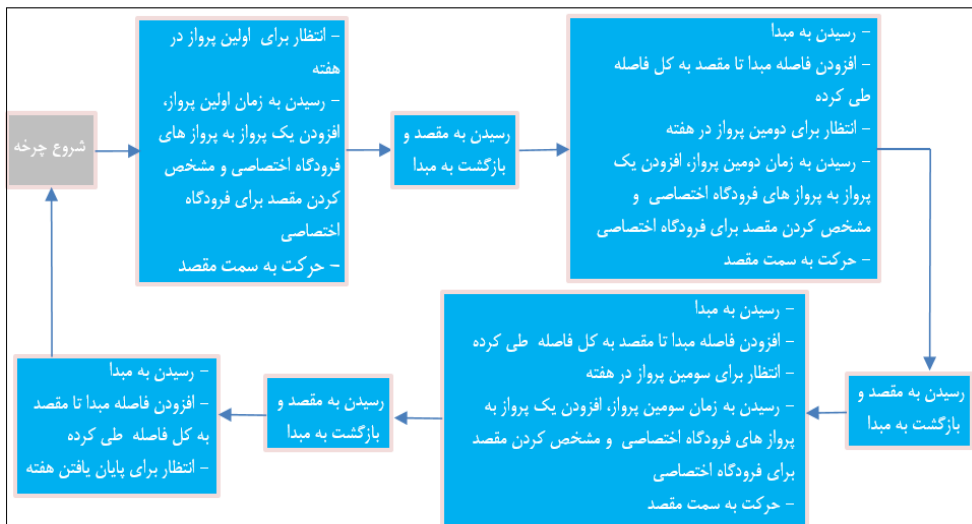 شروع چرخه
– انتظار برای اولین پرواز در
هفته
– رسیدن به زمان اولین پرواز،
افزودن یک پرواز به پرواز های
فرودگاه اختصاصی و مشخص
کردن مقصد برای فرودگاه
اختصاصی
– حرکت به سمت مقصد
رسیدن به مقصد و
بازگشت به مبدا
– رسیدن به مبدا
– افزودن فاصله مبدا تا مقصد به کل فاصله
طی کرده
– انتظار برای دومین پرواز در هفته
– رسیدن به زمان دومین پرواز، افزودن یک
پرواز به پرواز های فرودگاه اختصاصی و
مشخص کردن مقصد برای فرودگاه اختصاصی
– حرکت به سمت مقصد
رسیدن به مقصد و
بازگشت به مبدا
– رسیدن به مبدا
– افزودن فاصله مبدا تا مقصد به کل فاصله طی کرده
– انتظار برای سومین پرواز در هفته
– رسیدن به زمان سومین پرواز، افزودن یک پرواز به
پرواز های فرودگاه اختصاصی و مشخص کردن مقصد
برای فرودگاه اختصاصی
– حرکت به سمت مقصد
رسیدن به مقصد و
بازگشت به مبدا
– رسیدن به مبدا
– افزودن فاصله مبدا تا مقصد
به کل فاصله طی کرده
– انتظار برای پایان یافتن هفته